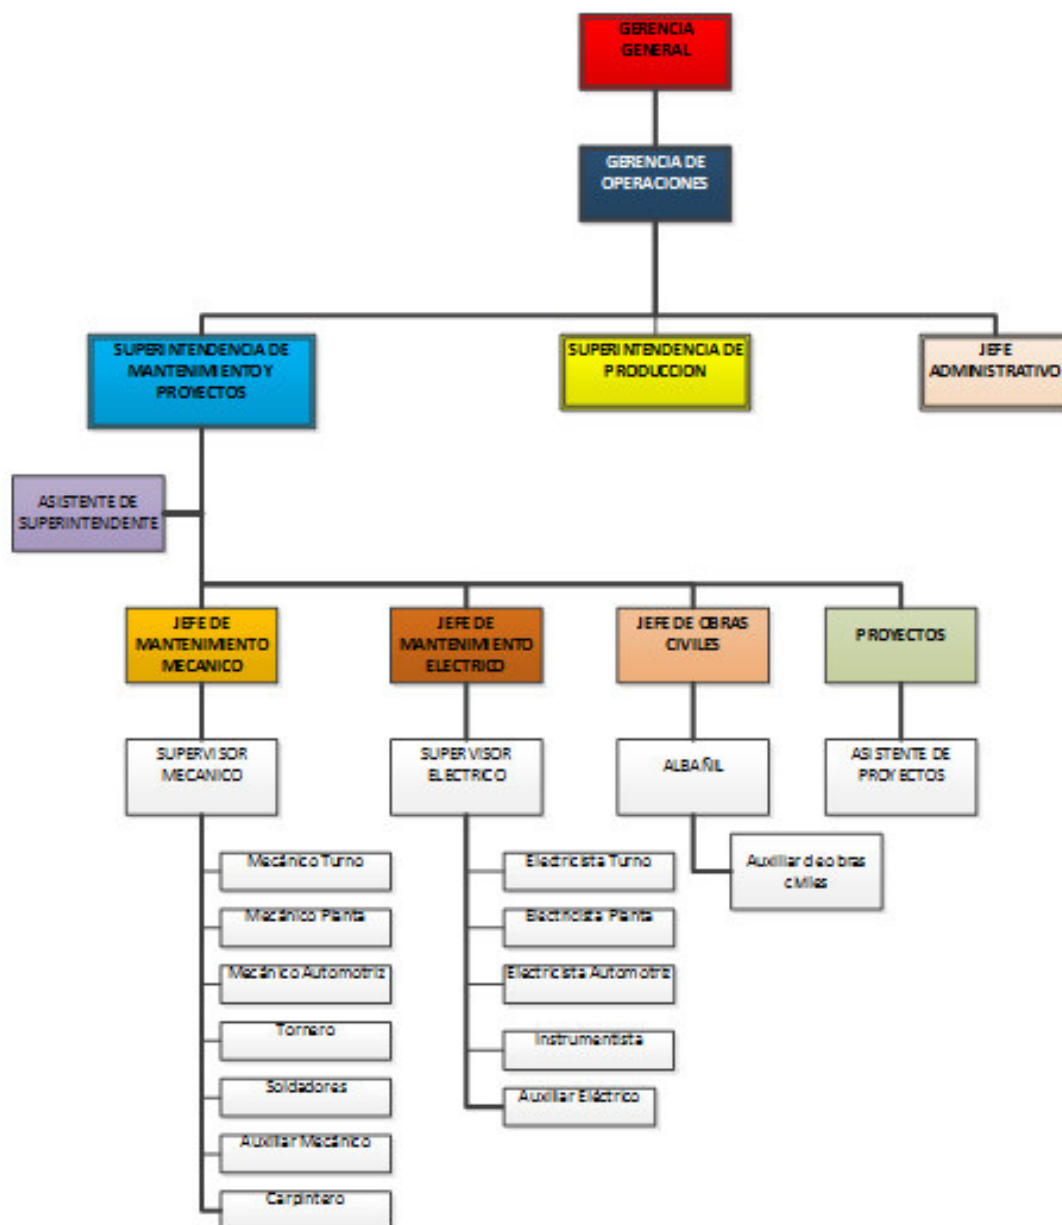 GERENCIA
GENERAL
GERENCIA DE
OPERACIONES
SUPERINTENDENCIA DE
MANTENIMIENTO Y
PROYECTOS
SUPERINTENDENCIA DE
PRODUCCION
JEFE
ADMINISTRATIVO
ASISTENTE DE
SUPERINTENDENTE
JEFE DE
MANTENIMIENTO
MECANICO
JEFE DE
MANTENIMIENTO
ELECTRICO
JEFE DE OBRAS
CIVILES
PROYECTOS
SUPERVISOR
MECANICO
SUPERVISOR
ELECTRICO
ALBAÑIL
ASISTENTE DE
PROYECTOS
Mecánico Turno
Mecánico Planta
Mecánico Automotriz
Tornero
Soldadores
Auxiliar Mecánico
Carpintero
Electricista Turno
Electricista Planta
Electricista Automotriz
Instrumentista
Auxiliar Eléctrico
Auxiliar de obras
civiles